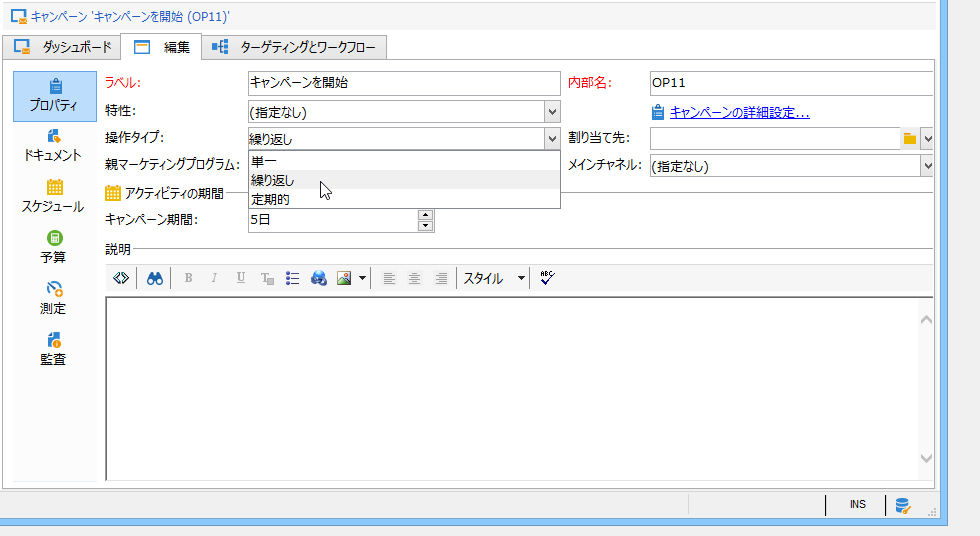 キャンペーン 'キャンペーンを開始 (OP11)'
ダッシュボード 編集 ターゲティングとワークフロー
プロパティ
ドキュメント
スケジュール
予算
測定
監査
ラベル: キャンペーンを開始 内部名: OP11
特性: (指定なし) キャンペーンの詳細設定...
操作タイプ: 繰り返し 割り当て先:
単一
繰り返し
定期的
親マーケティングプログラム: メインチャネル: (指定なし)
アクティビティの期間
キャンペーン期間: 5日
説明
B I U T スタイル ABC
INS